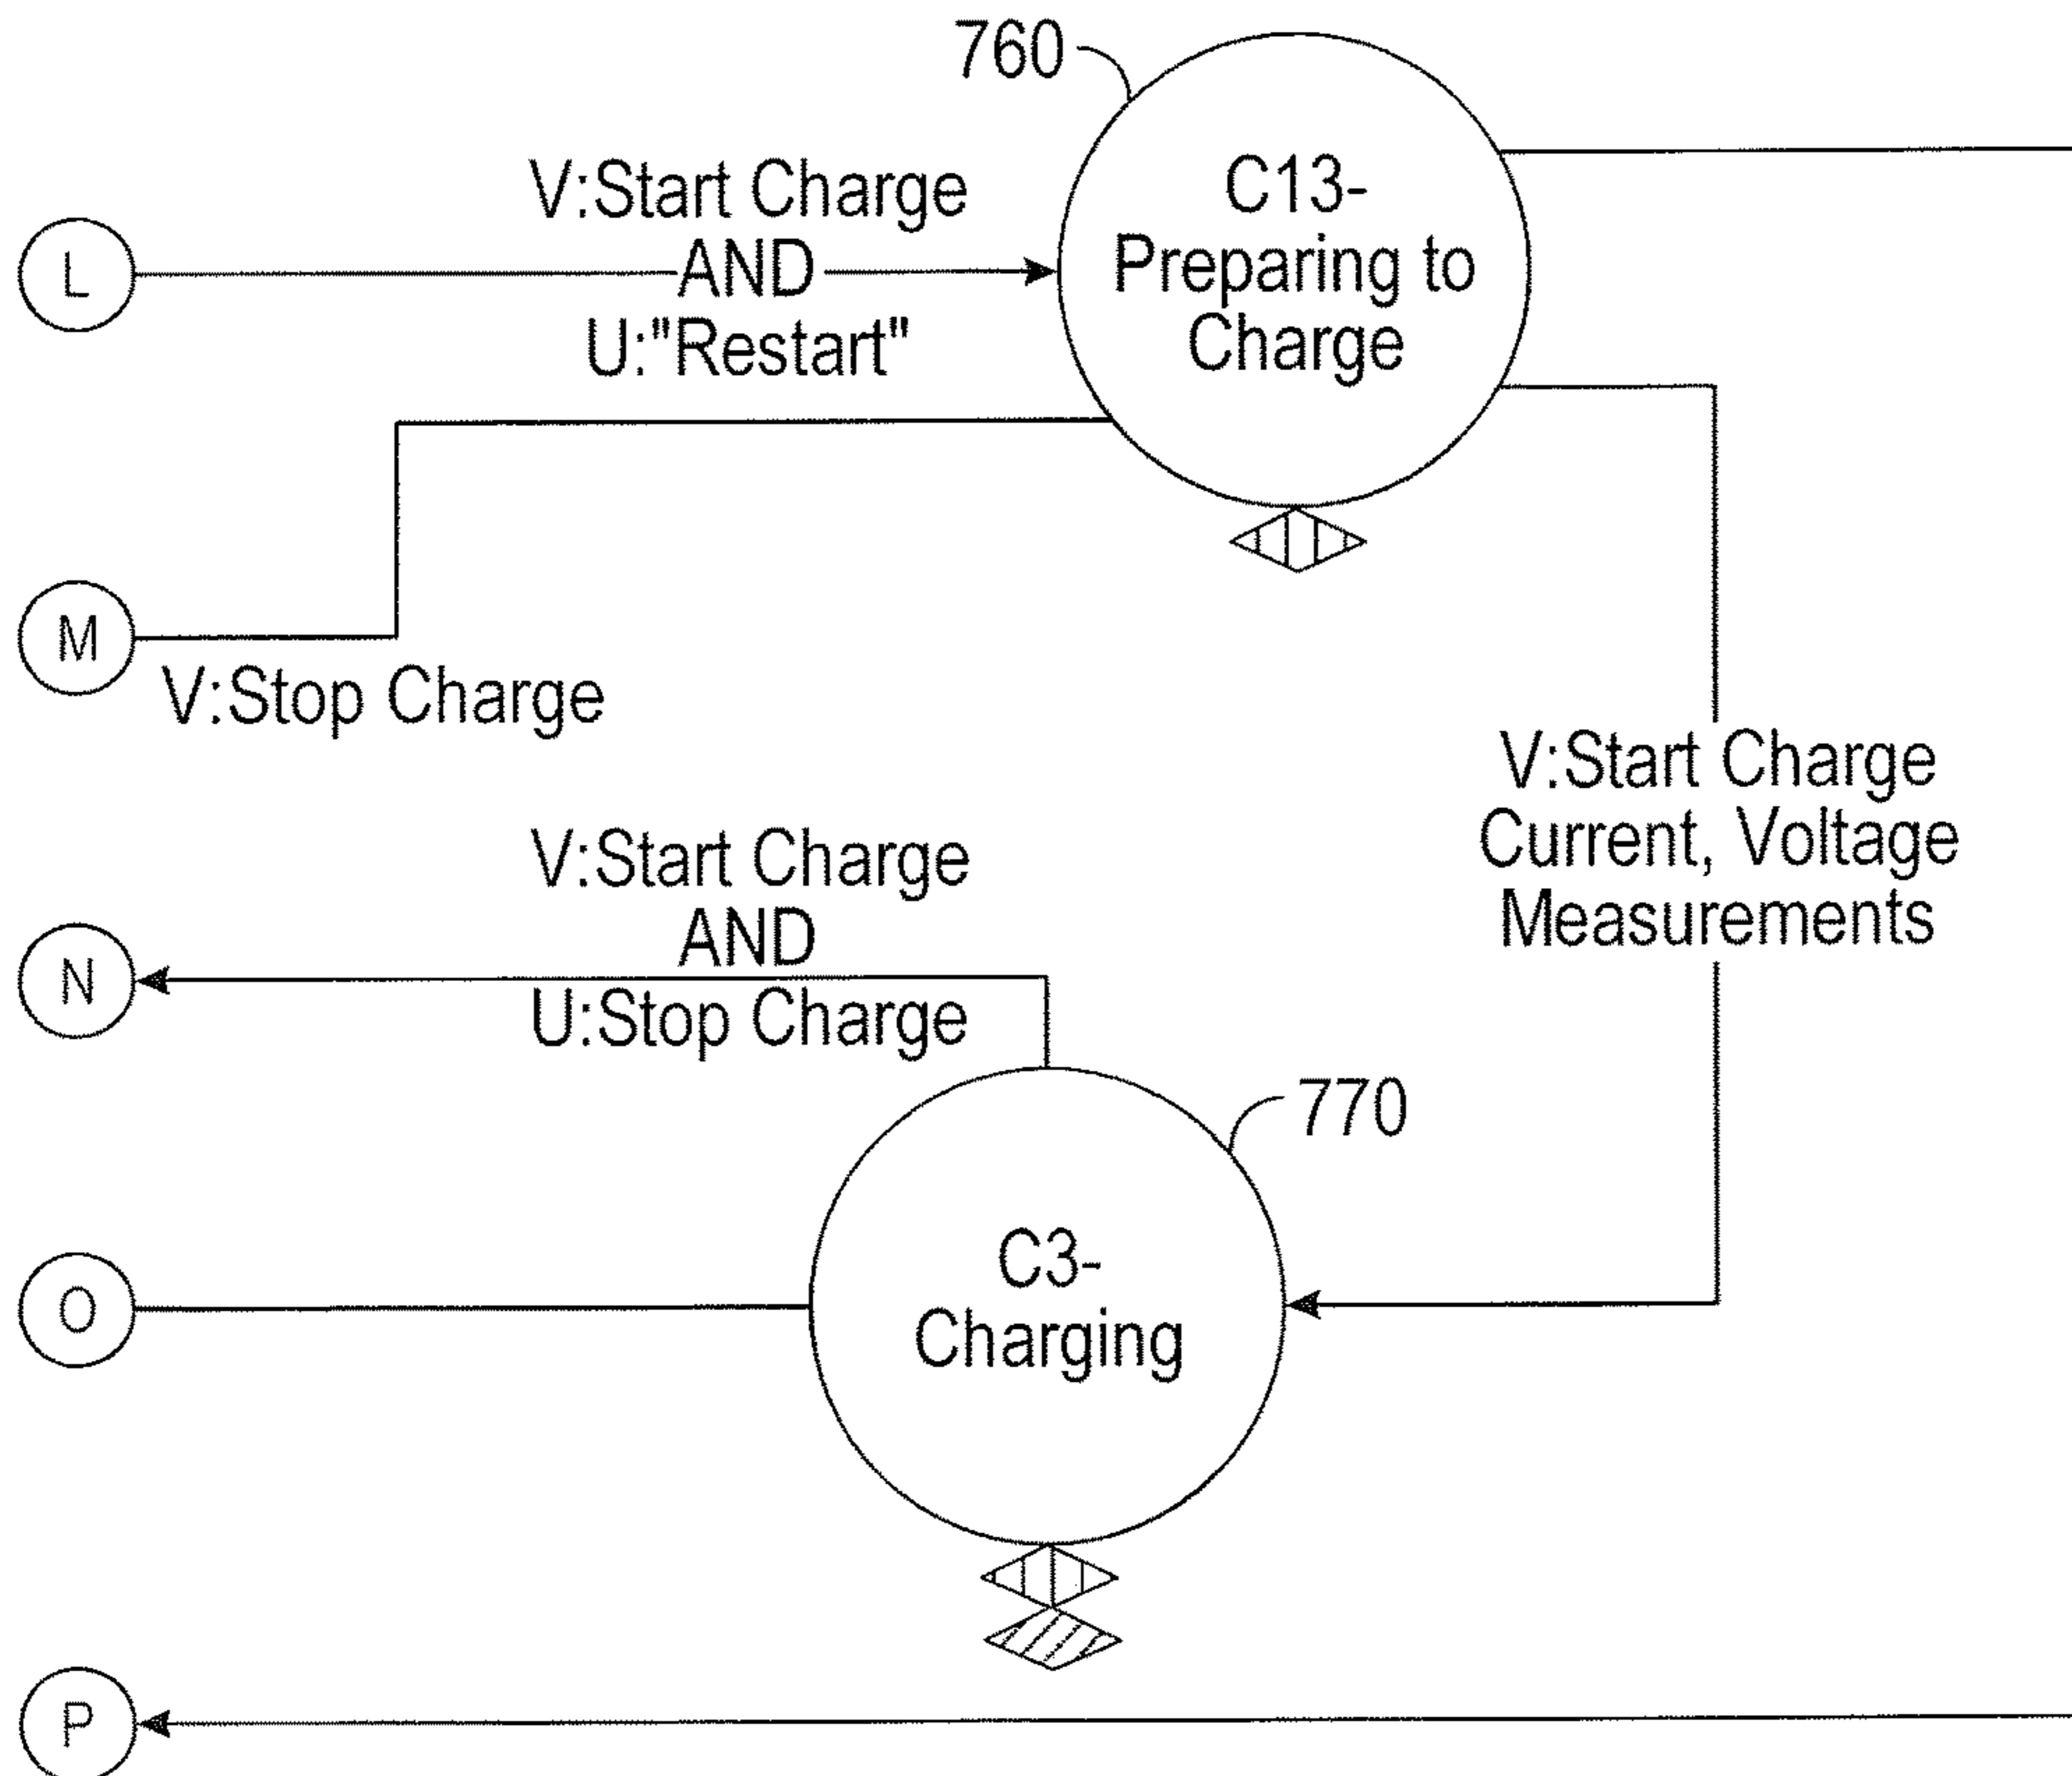 760
C13-
Preparing to
Charge
V:Start Charge
AND
U:"Restart"
L
M
V:Stop Charge
V:Start Charge
Current, Voltage
Measurements
V:Start Charge
AND
U:Stop Charge
N
770
C3-
Charging
O
P